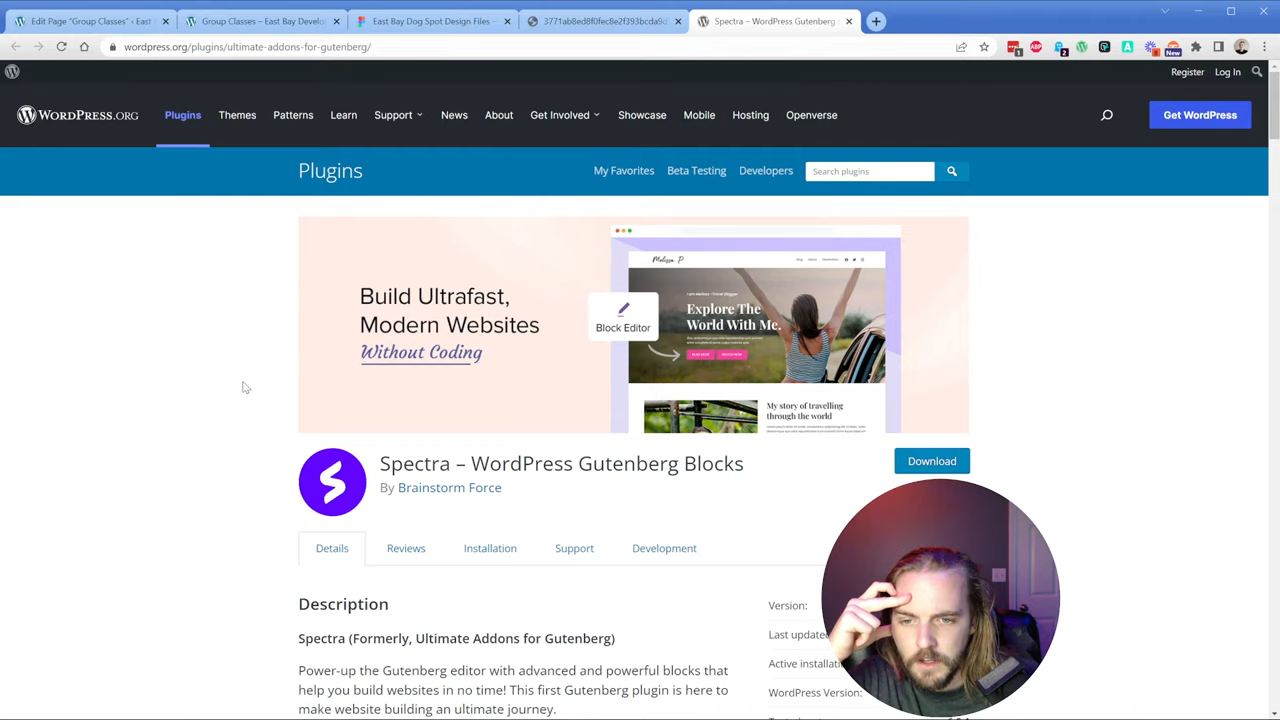 Edit Page "Group Classes" ‹ East
Group Classes – East Bay Develo
East Bay Dog Spot Design Files –
3771ab8ed8f0fec8e2f393bcda9d
Spectra – WordPress Gutenberg
wordpress.org/plugins/ultimate-addons-for-gutenberg/
Register Log In
WORDPRESS.ORG Plugins Themes Patterns Learn Support News About Get Involved Showcase Mobile Hosting Openverse Get WordPress
Plugins My Favorites Beta Testing Developers Search plugins
Build Ultrafast,
Modern Websites
Without Coding
Block Editor
Melissa P
Explore The
World With Me.
My story of travelling
through the world
Spectra – WordPress Gutenberg Blocks
Download
By Brainstorm Force
Details Reviews Installation Support Development
Description
Version:
Spectra (Formerly, Ultimate Addons for Gutenberg)
Last updated
Power-up the Gutenberg editor with advanced and powerful blocks that
Active installati
help you build websites in no time! This first Gutenberg plugin is here to
WordPress Version:
make website building an ultimate journey.